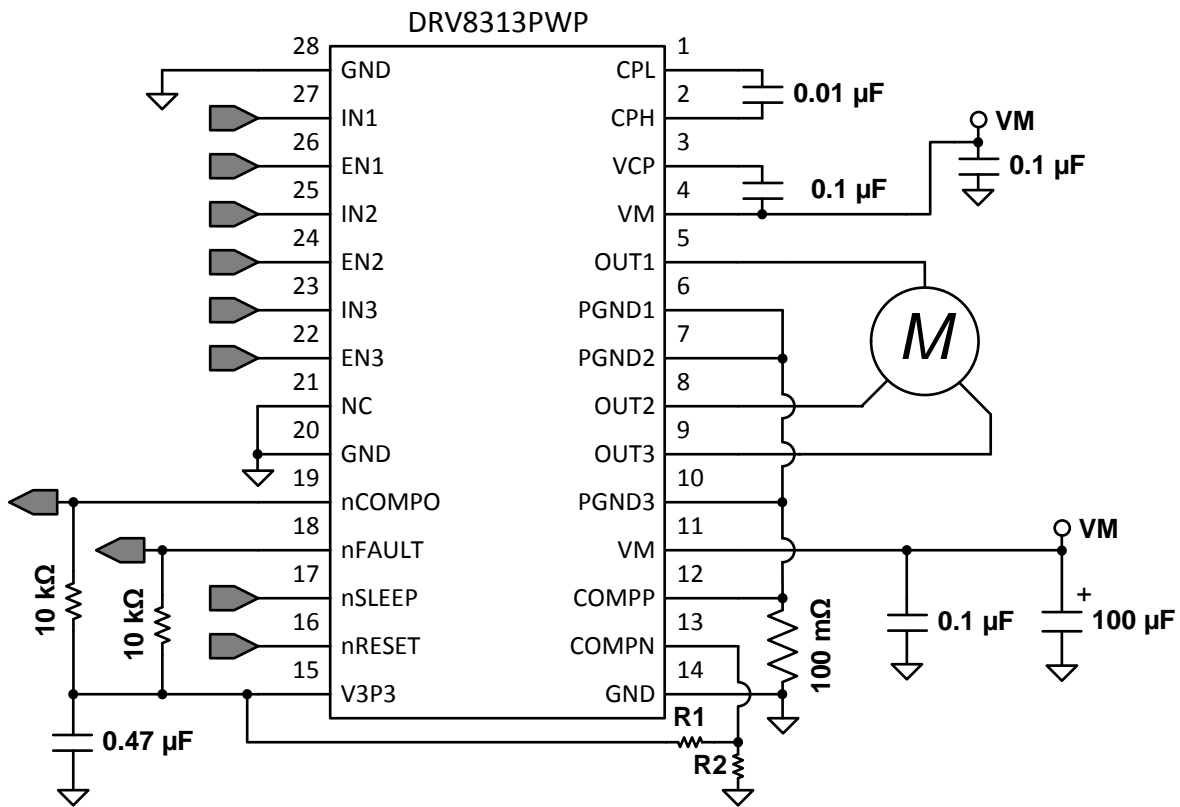 DRV8313PWP
28
GND
27
IN1
26
EN1
25
IN2
24
EN2
23
IN3
22
EN3
21
NC
20
GND
19
nCOMPO
18
nFAULT
17
nSLEEP
16
nRESET
15
V3P3
1
CPL
2
CPH
3
VCP
4
VM
5
OUT1
6
PGND1
7
PGND2
8
OUT2
9
OUT3
10
PGND3
11
VM
12
COMPP
13
COMPN
14
GND
0.01 µF
0.1 µF
VM
0.1 µF
M
VM
0.1 µF
+
100 µF
100 mΩ
R1
R2
10 kΩ
10 kΩ
0.47 µF